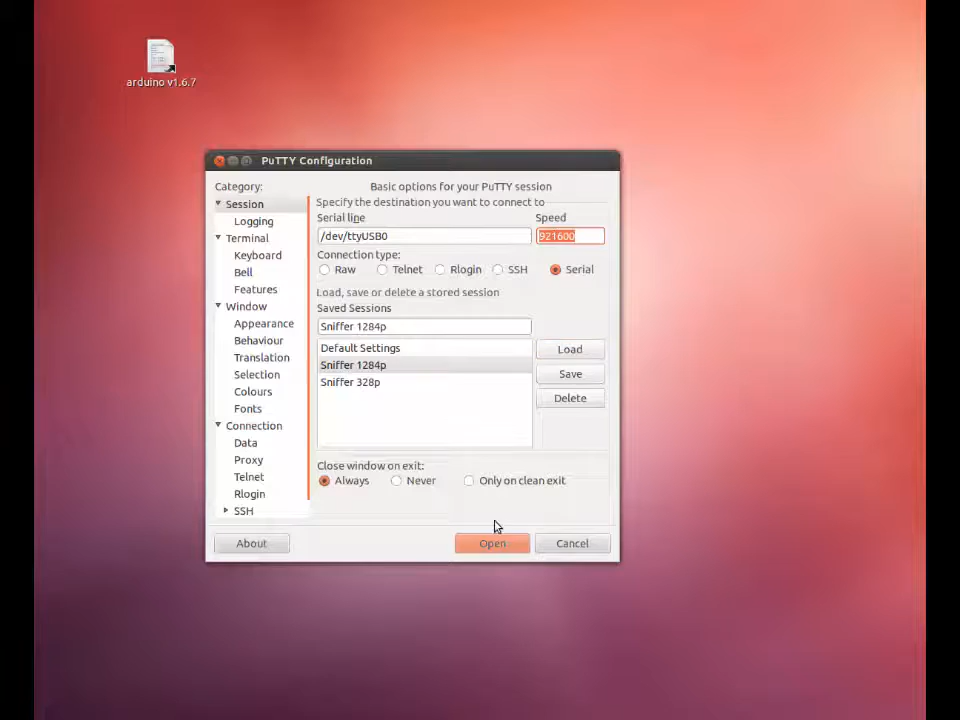 arduino v1.6.7
PuTTY Configuration
Category:
Session
Logging
Terminal
Keyboard
Bell
Features
Window
Appearance
Behaviour
Translation
Selection
Colours
Fonts
Connection
Data
Proxy
Telnet
Rlogin
SSH
Basic options for your PuTTY session
Specify the destination you want to connect to
Serial line Speed
/dev/ttyUSB0 921600
Connection type:
Raw Telnet Rlogin SSH Serial
Load, save or delete a stored session
Saved Sessions
Sniffer 1284p
Default Settings
Sniffer 1284p
Sniffer 328p
Load
Save
Delete
Close window on exit:
Always Never Only on clean exit
About Open Cancel